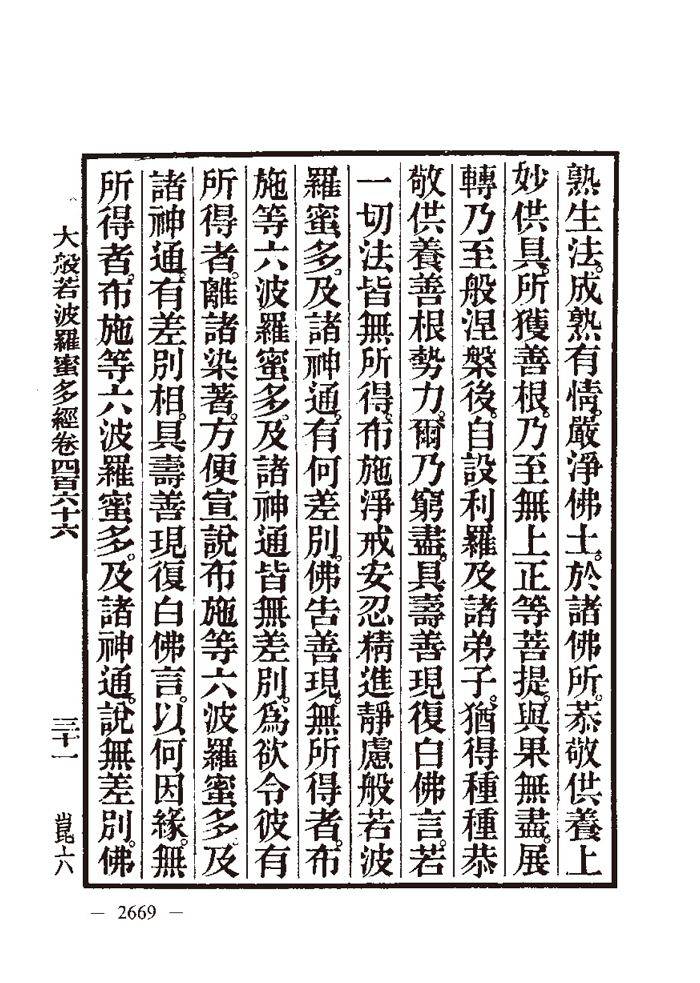 熟生法。成熟有情。嚴淨佛土。於諸佛所。恭敬供養上
妙供具。所獲善根。乃至無上正等菩提。與果無盡。展
轉乃至般涅槃後。自設利羅及諸弟子。猶得種種恭
敬供養善根勢力。爾乃窮盡。具壽善現復白佛言。若
一切法皆無所得。布施淨戒安忍精進靜慮般若波
羅蜜多。及諸神通。有何差別。佛告善現。無所得者。布
施等六波羅蜜多。及諸神通皆無差別。為欲令彼有
所得者。離諸染著。方便宣說布施等六波羅蜜多。及
諸神通。有差別相。具壽善現復白佛言。以何因緣。無
所得者。布施等六波羅蜜多。及諸神通。說無差別。佛
大般若波羅蜜多經卷四百六十六 三十一 崑六
— 2669 —